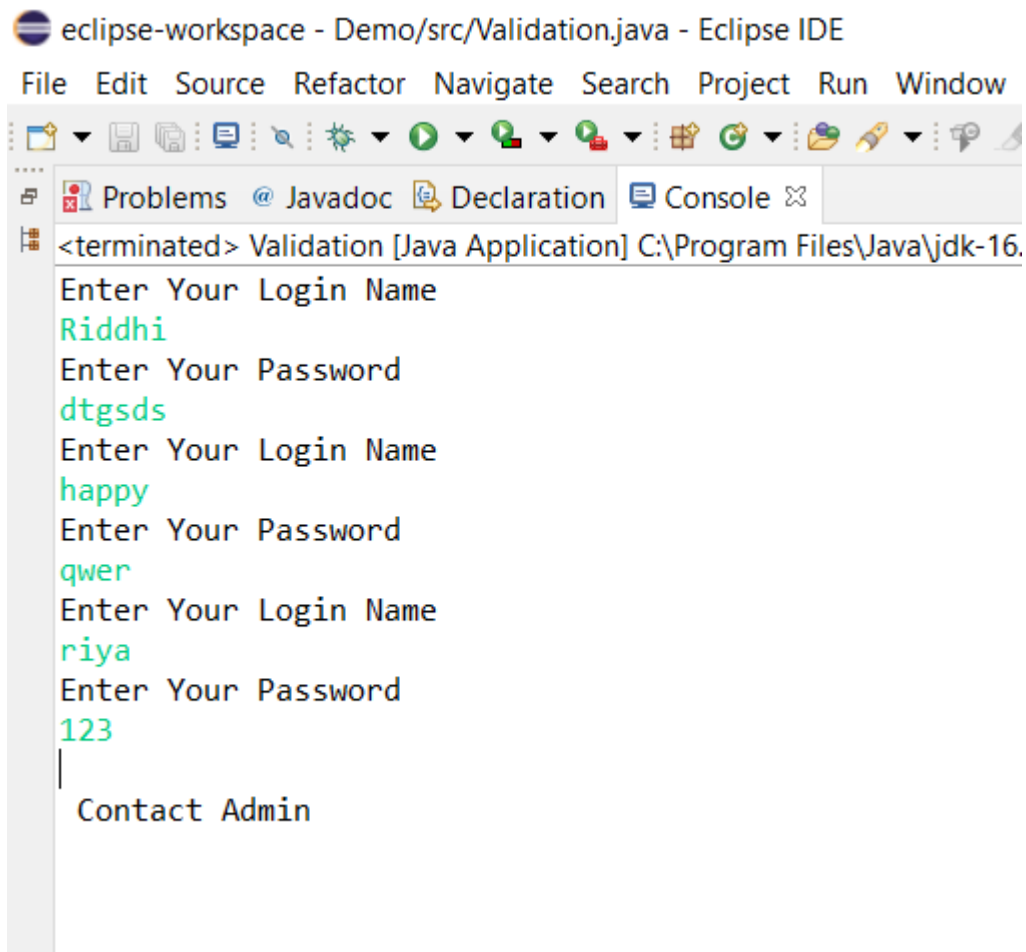 eclipse-workspace - Demo/src/Validation.java - Eclipse IDE
File Edit Source Refactor Navigate Search Project Run Window
Problems @ Javadoc Declaration Console
<terminated> Validation [Java Application] C:\Program Files\Java\jdk-16.
Enter Your Login Name
Riddhi
Enter Your Password
dtgsds
Enter Your Login Name
happy
Enter Your Password
qwer
Enter Your Login Name
riya
Enter Your Password
123
Contact Admin